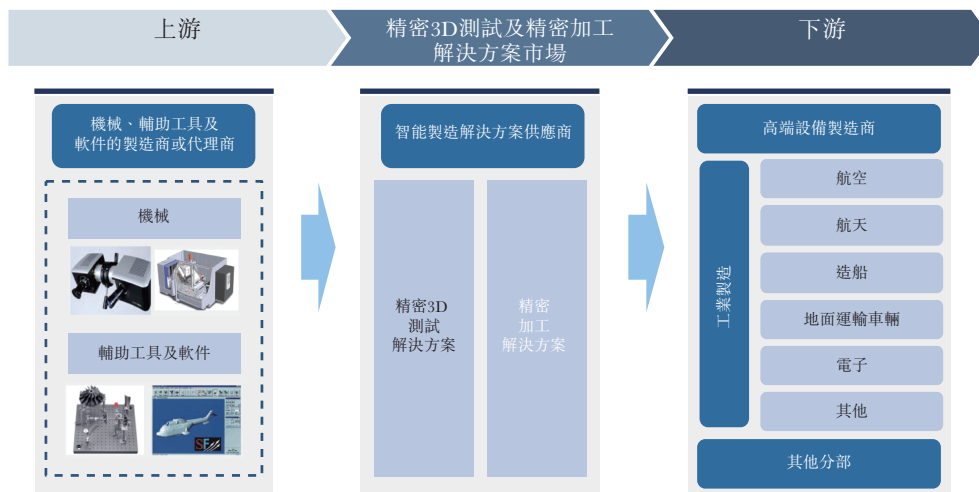 上游
精密3D測試及精密加工
解決方案市場
下游
機械、輔助工具及
軟件的製造商或代理商
機械
輔助工具及軟件
SF
智能製造解決方案供應商
精密3D
測試
解決方案
精密
加工
解決方案
高端設備製造商
工業製造
航空
航天
造船
地面運輸車輛
電子
其他
其他分部